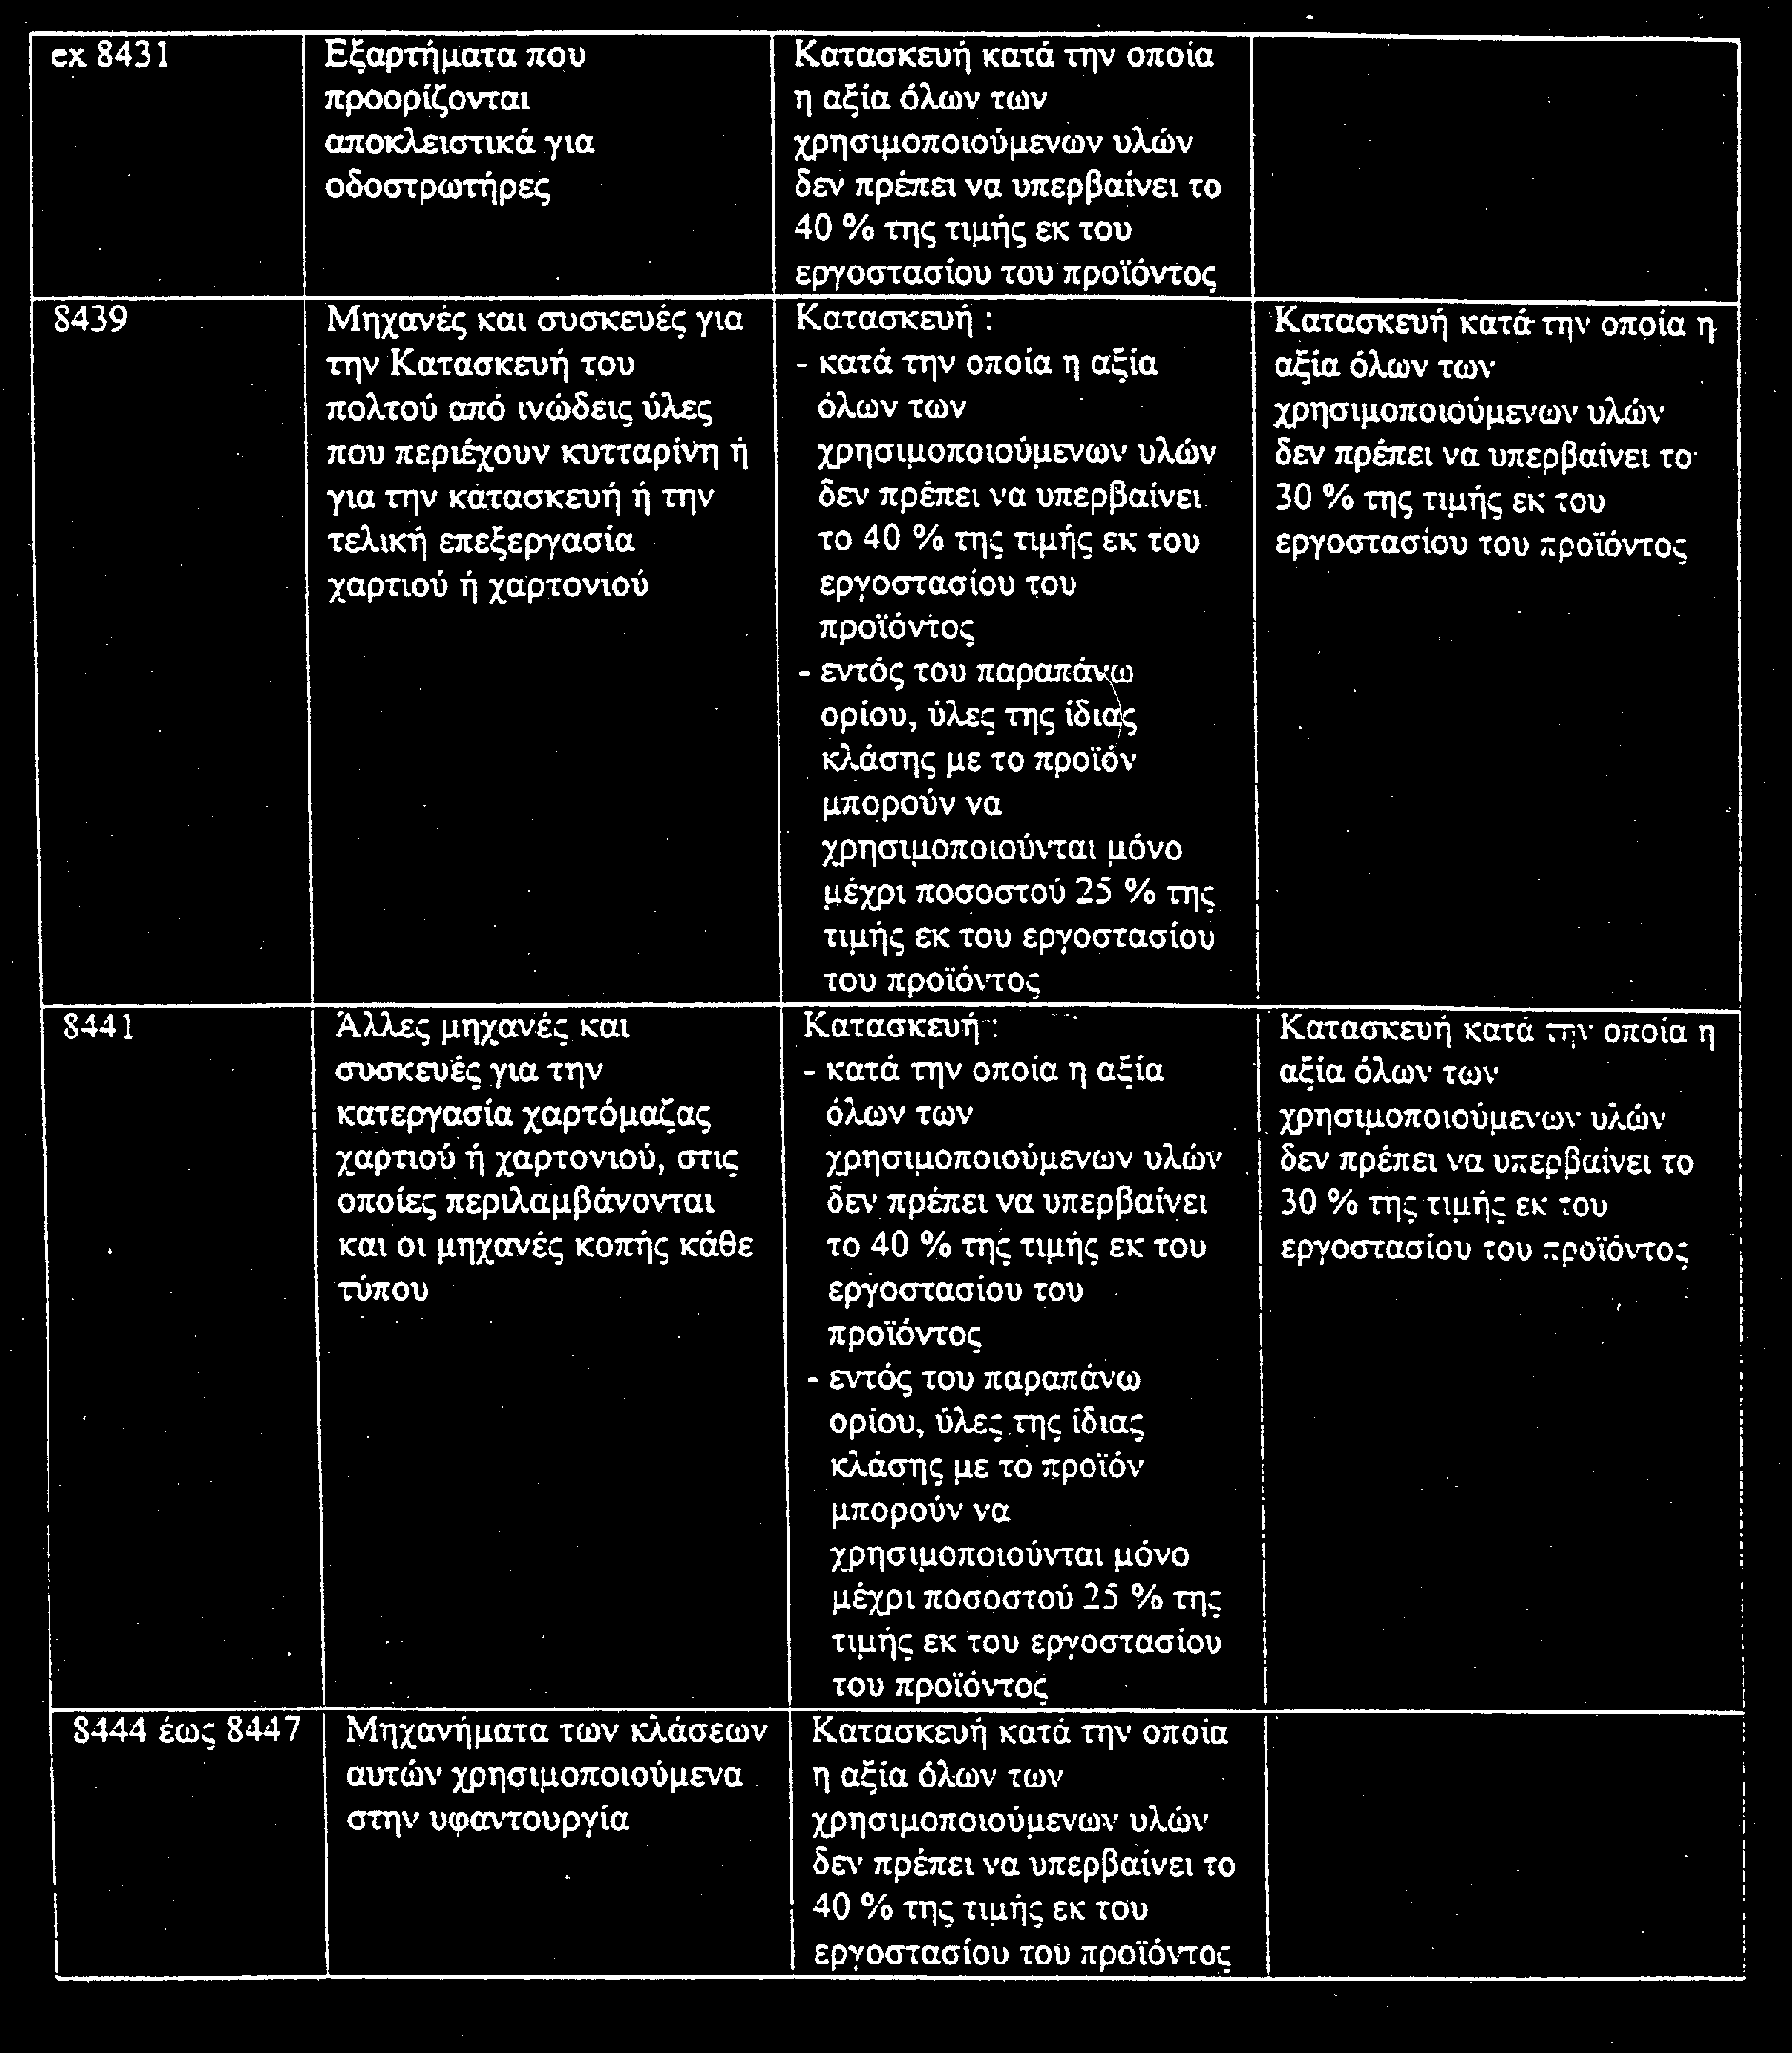 ex 8431
Εξαρτήματα που
προορίζονται
αποκλειστικά για
οδοστρωτήρες
Κατασκευή κατά την οποία
η αξία όλων των
χρησιμοποιούμενων υλών
δεν πρέπει να υπερβαίνει το
40 % της τιμής εκ του
εργοστασίου του προϊόντος
8439
Μηχανές και συσκευές για
την Κατασκευή του
πολτού από ινώδεις ύλες
που περιέχουν κυτταρίνη ή
για την κατασκευή ή την
τελική επεξεργασία
χαρτιού ή χαρτονιού
Κατασκευή :
- κατά την οποία η αξία
όλων των
χρησιμοποιούμενων υλών
δεν πρέπει να υπερβαίνει
το 40 % της τιμής εκ του
εργοστασίου του
προϊόντος
- εντός του παραπάνω
ορίου, ύλες της ίδιας
κλάσης με το προϊόν
μπορούν να
χρησιμοποιούνται μόνο
μέχρι ποσοστού 25 % της
τιμής εκ του εργοστασίου
του προϊόντος
Κατασκευή κατά την οποία η
αξία όλων των
χρησιμοποιούμενων υλών
δεν πρέπει να υπερβαίνει το
30 % της τιμής εκ του
εργοστασίου του προϊόντος
8441
Άλλες μηχανές και
συσκευές για την
κατεργασία χαρτόμαζας
χαρτιού ή χαρτονιού, στις
οποίες περιλαμβάνονται
και οι μηχανές κοπής κάθε
τύπου
Κατασκευή :
- κατά την οποία η αξία
όλων των
χρησιμοποιούμενων υλών
δεν πρέπει να υπερβαίνει
το 40 % της τιμής εκ του
εργοστασίου του
προϊόντος
- εντός του παραπάνω
ορίου, ύλες της ίδιας
κλάσης με το προϊόν
μπορούν να
χρησιμοποιούνται μόνο
μέχρι ποσοστού 25 % της
τιμής εκ του εργοστασίου
του προϊόντος
Κατασκευή κατά την οποία η
αξία όλων των
χρησιμοποιούμενων υλών
δεν πρέπει να υπερβαίνει το
30 % της τιμής εκ του
εργοστασίου του προϊόντος
8444 έως 8447
Μηχανήματα των κλάσεων
αυτών χρησιμοποιούμενα
στην υφαντουργία
Κατασκευή κατά την οποία
η αξία όλων των
χρησιμοποιούμενων υλών
δεν πρέπει να υπερβαίνει το
40 % της τιμής εκ του
εργοστασίου του προϊόντος